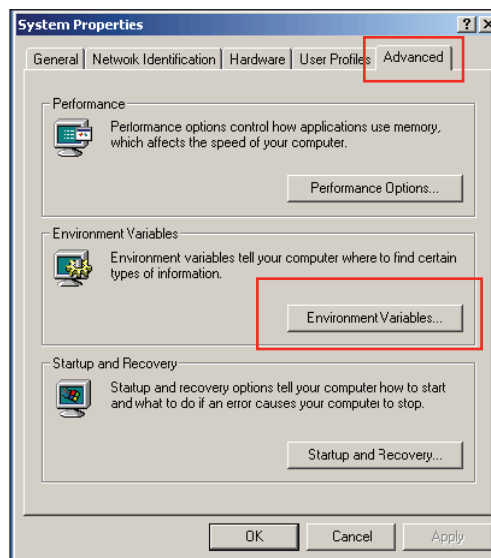 System Properties
General Network Identification Hardware User Profiles Advanced
Performance
Performance options control how applications use memory,
which affects the speed of your computer.
Performance Options...
Environment Variables
Environment variables tell your computer where to find certain
types of information.
Environment Variables...
Startup and Recovery
Startup and recovery options tell your computer how to start
and what to do if an error causes your computer to stop.
Startup and Recovery...
OK Cancel Apply